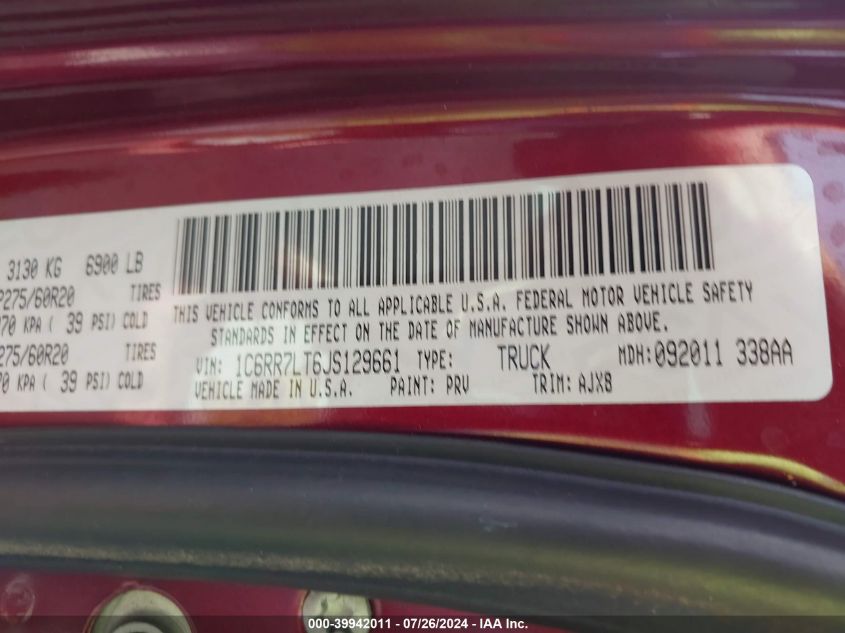 3130 KG 6900 LB
P275/60R20 TIRES
70 KPA ( 39 PSI) COLD
275/60R20 TIRES
70 KPA ( 39 PSI) COLD
THIS VEHICLE CONFORMS TO ALL APPLICABLE U.S.A. FEDERAL MOTOR VEHICLE SAFETY
STANDARDS IN EFFECT ON THE DATE OF MANUFACTURE SHOWN ABOVE.
VIN: 1C6RR7LT6JS129661 TYPE: TRUCK MDH:092011 338AA
VEHICLE MADE IN U.S.A. PAINT: PRV TRIM: AJX8
000-39942011 - 07/26/2024 - IAA Inc.